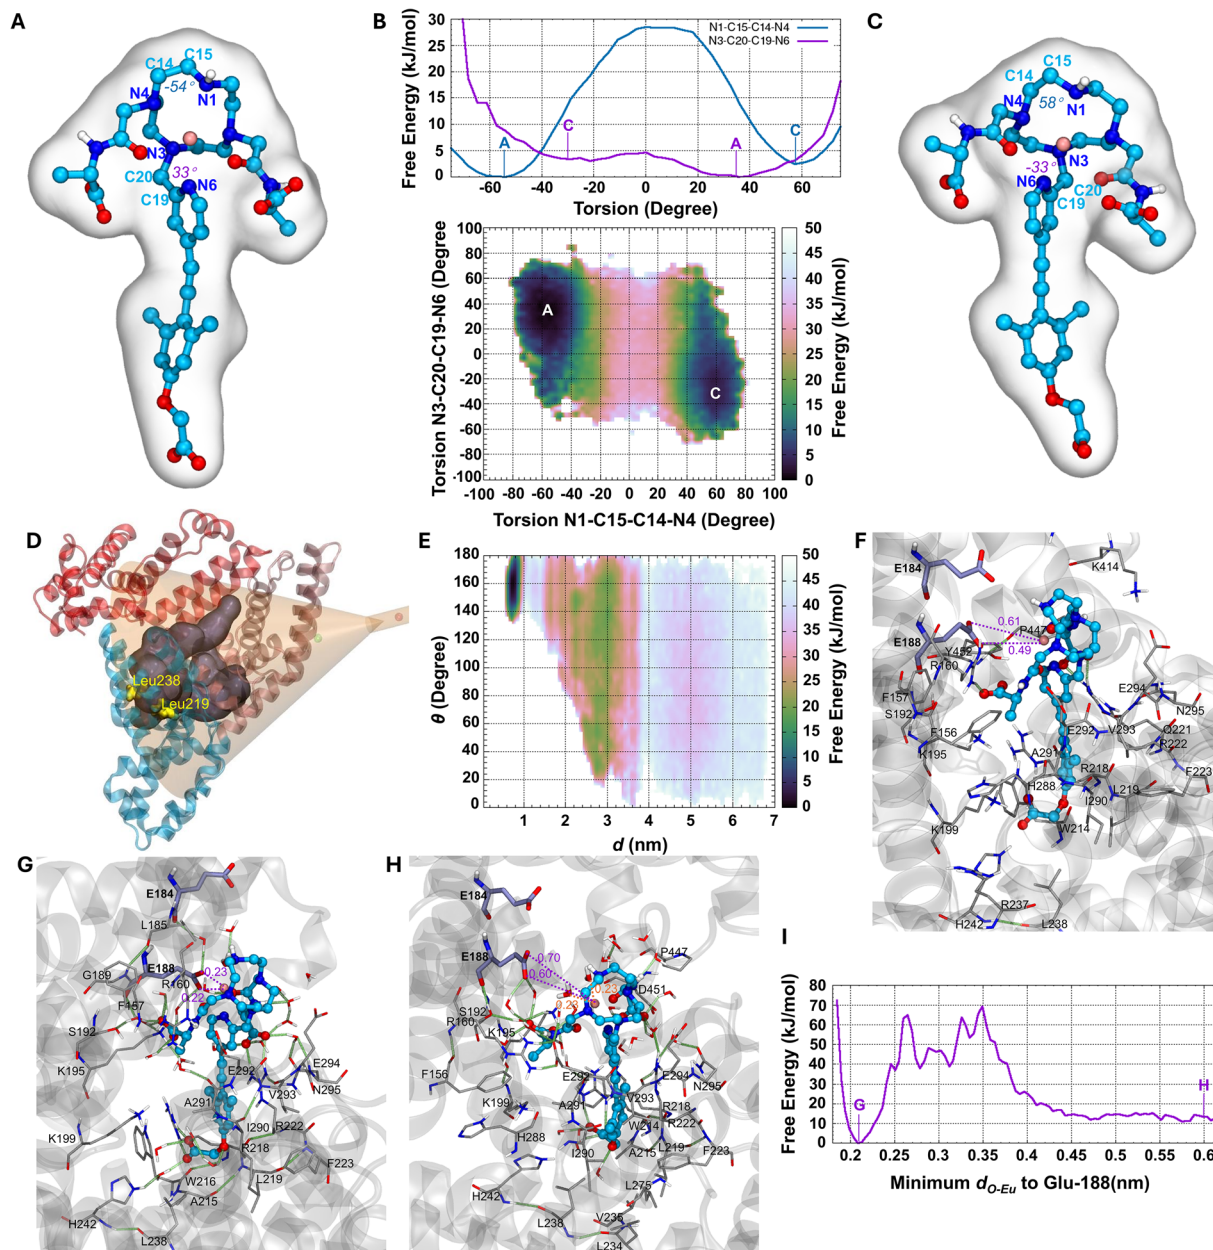 A
C15
C14
-54°
N4
N1
N3
C20
33°
N6
C19
B
Free Energy (kJ/mol)
30
25
20
15
10
5
0
N1-C15-C14-N4
N3-C20-C19-N6
A
C
A
C
-60
-40
-20
0
20
40
60
Torsion (Degree)
Torsion N3-C20-C19-N6 (Degree
100
80
60
40
20
0
-20
-40
-60
-80
-100
A
C
-100
-80
-60
-40
-20
0
20
40
60
80
100
Torsion N1-C15-C14-N4 (Degree)
50
45
40
35
30
25
20
15
10
5
0
Free Energy (kJ/mol)
C
C15
C14
N4
58°
N1
N3
-33°
N6
C20
C19
D
Leu238
Leu219
E
θ (Degree)
180
160
140
120
100
80
60
40
20
0
0
1
2
3
4
5
6
7
d (nm)
50
45
40
35
30
25
20
15
10
5
0
Free Energy (kJ/mol)
F
E184
K414
E188
0.61
P447
0.49
Y452
R160
F157
S192
F156
K195
E294
N295
E292
V293
Q221
R222
A291
R218
F223
H288
L219
I290
K199
W214
R237
H242
L238
G
E184
L185
G189
E188
0.23
R160
0.22
F157
S192
K195
E294
E292
N295
V293
A291
I290
R222
K199
R218
F223
W216
L219
A215
H242
L238
H
E184
E188
0.70
0.60
P447
0.23
D451
0.23
S192
R160
K195
F156
E292
E294
N295
K199
A291
V293
R218
R222
H288
W214
I290
A215
L219
F223
L275
H242
L238
V235
L234
I
Free Energy (kJ/mol)
80
70
60
50
40
30
20
10
0
G
H
0.2
0.25
0.3
0.35
0.4
0.45
0.5
0.55
0.6
Minimum dO-Eu to Glu-188(nm)